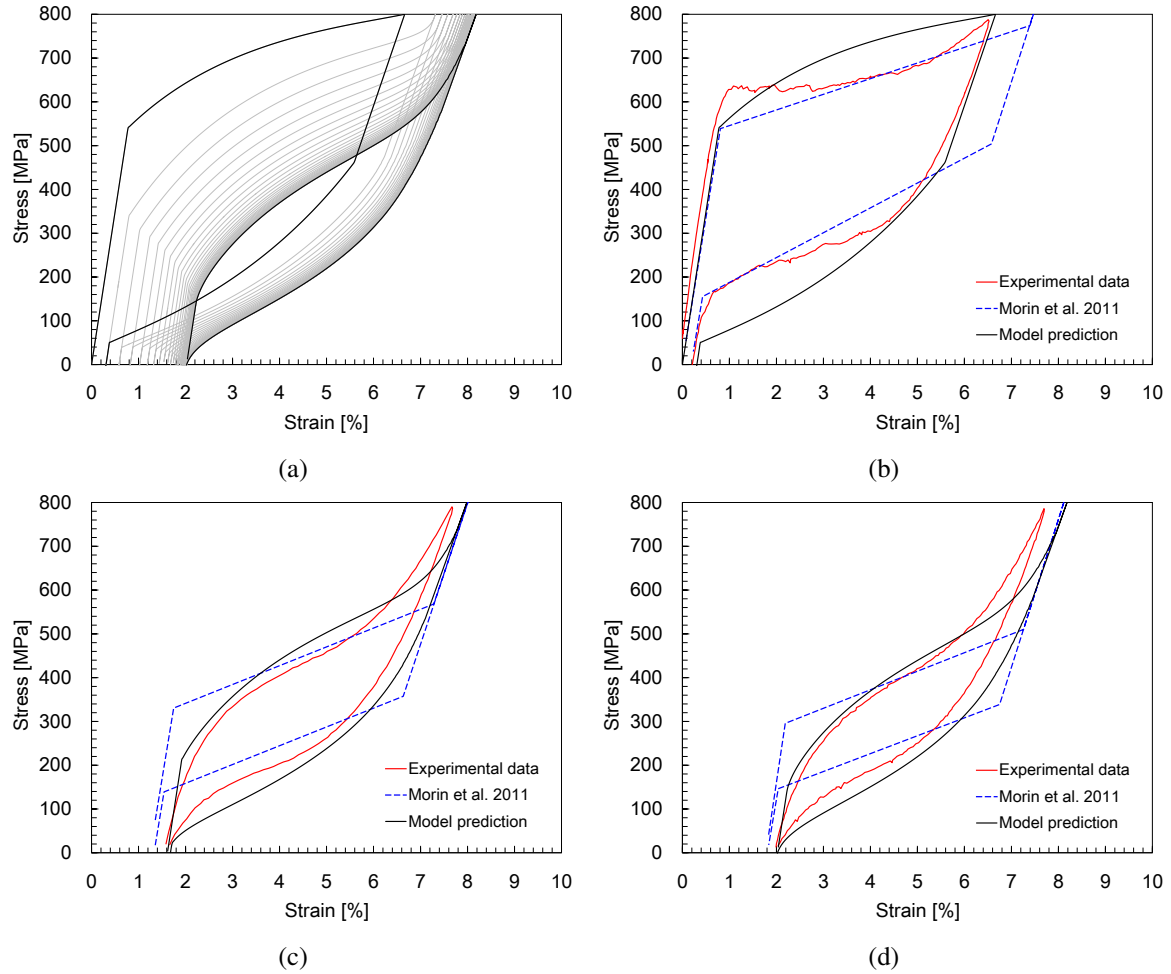 800
700
600
500
400
300
200
100
0
Stress [MPa]
0 1 2 3 4 5 6 7 8 9 10
Strain [%]
(a)
800
700
600
500
400
300
200
100
0
Stress [MPa]
Experimental data
Morin et al. 2011
Model prediction
0 1 2 3 4 5 6 7 8 9 10
Strain [%]
(b)
800
700
600
500
400
300
200
100
0
Stress [MPa]
Experimental data
Morin et al. 2011
Model prediction
0 1 2 3 4 5 6 7 8 9 10
Strain [%]
(c)
800
700
600
500
400
300
200
100
0
Stress [MPa]
Experimental data
Morin et al. 2011
Model prediction
0 1 2 3 4 5 6 7 8 9 10
Strain [%]
(d)